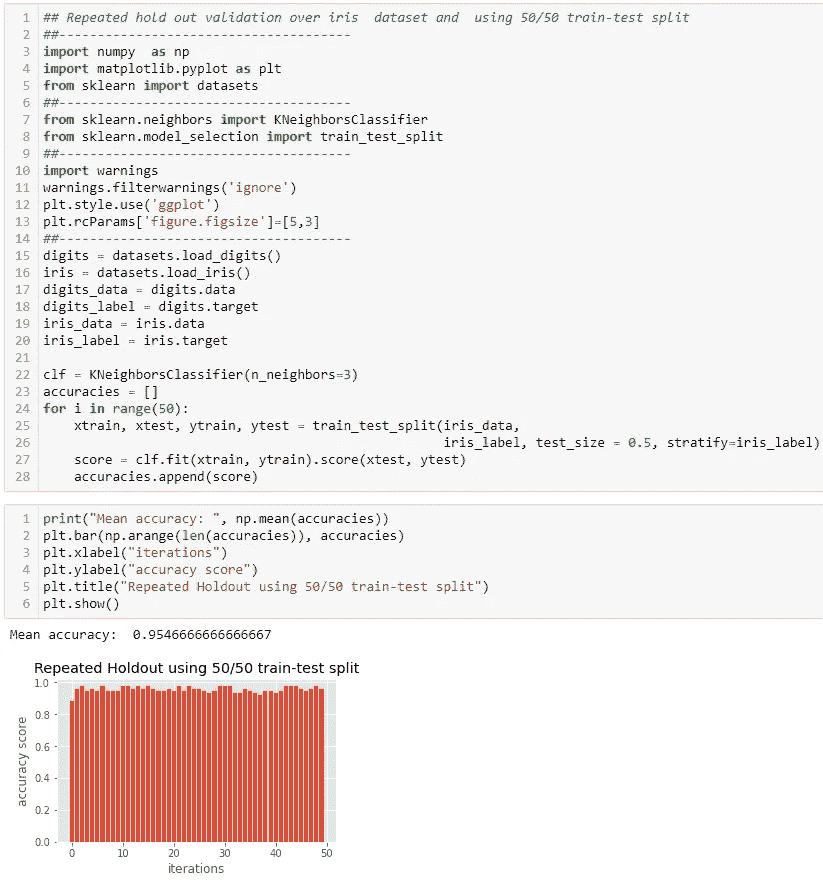 1 ## Repeated hold out validation over iris  dataset and  using 50/50 train-test split
2 ##------------------------------------
3 import numpy  as np
4 import matplotlib.pyplot as plt
5 from sklearn import datasets
6 ##------------------------------------
7 from sklearn.neighbors import KNeighborsClassifier
8 from sklearn.model_selection import train_test_split
9 ##------------------------------------
10 import warnings
11 warnings.filterwarnings('ignore')
12 plt.style.use('ggplot')
13 plt.rcParams['figure.figsize']=[5,3]
14 ##------------------------------------
15 digits = datasets.load_digits()
16 iris = datasets.load_iris()
17 digits_data = digits.data
18 digits_label = digits.target
19 iris_data = iris.data
20 iris_label = iris.target
21
22 clf = KNeighborsClassifier(n_neighbors=3)
23 accuracies = []
24 for i in range(50):
25     xtrain, xtest, ytrain, ytest = train_test_split(iris_data,
26                                                     iris_label, test_size = 0.5, stratify=iris_label)
27     score = clf.fit(xtrain, ytrain).score(xtest, ytest)
28     accuracies.append(score)
1 print("Mean accuracy: ", np.mean(accuracies))
2 plt.bar(np.arange(len(accuracies)), accuracies)
3 plt.xlabel("iterations")
4 plt.ylabel("accuracy score")
5 plt.title("Repeated Holdout using 50/50 train-test split")
6 plt.show()
Mean accuracy:  0.9546666666666667
Repeated Holdout using 50/50 train-test split
1.0
0.8
0.6
0.4
0.2
0.0
accuracy score
0 10 20 30 40 50
iterations